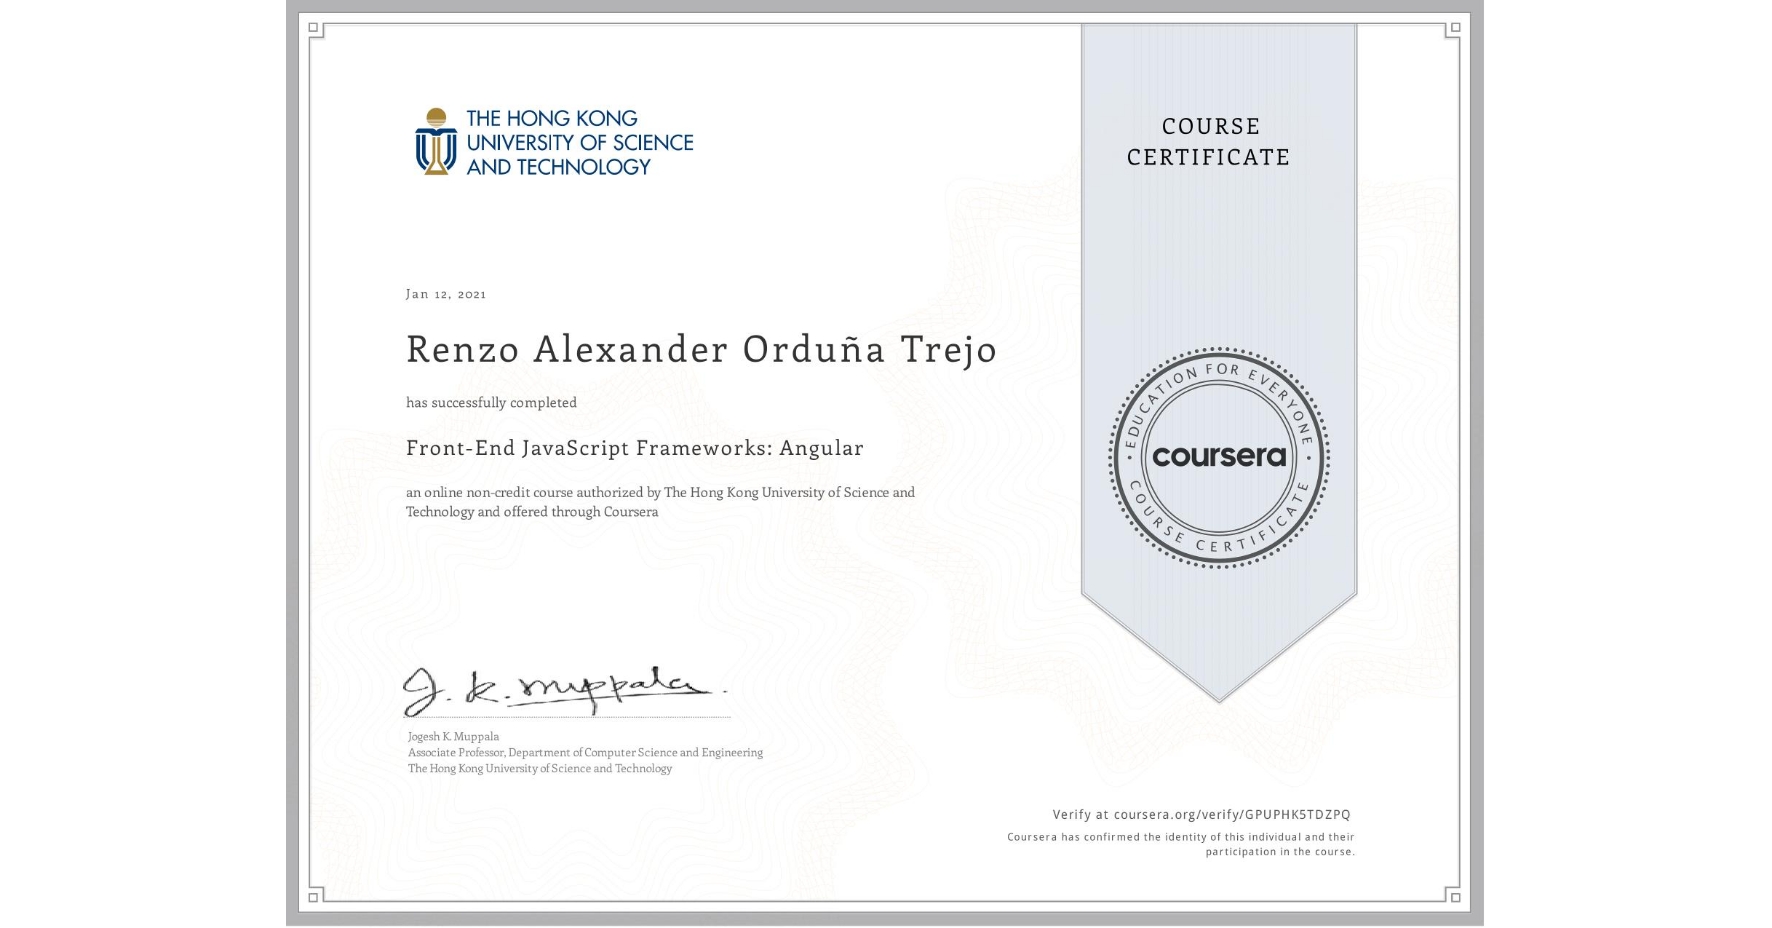 THE HONG KONG
UNIVERSITY OF SCIENCE
AND TECHNOLOGY
COURSE
CERTIFICATE
Jan 12, 2021
Renzo Alexander Orduña Trejo
has successfully completed
Front-End JavaScript Frameworks: Angular
an online non-credit course authorized by The Hong Kong University of Science and
Technology and offered through Coursera
EDUCATION FOR EVERYONE
coursera
COURSE CERTIFICATE
J. K. Muppala
Jogesh K. Muppala
Associate Professor, Department of Computer Science and Engineering
The Hong Kong University of Science and Technology
Verify at coursera.org/verify/GPUPHK5TDZPQ
Coursera has confirmed the identity of this individual and their
participation in the course.